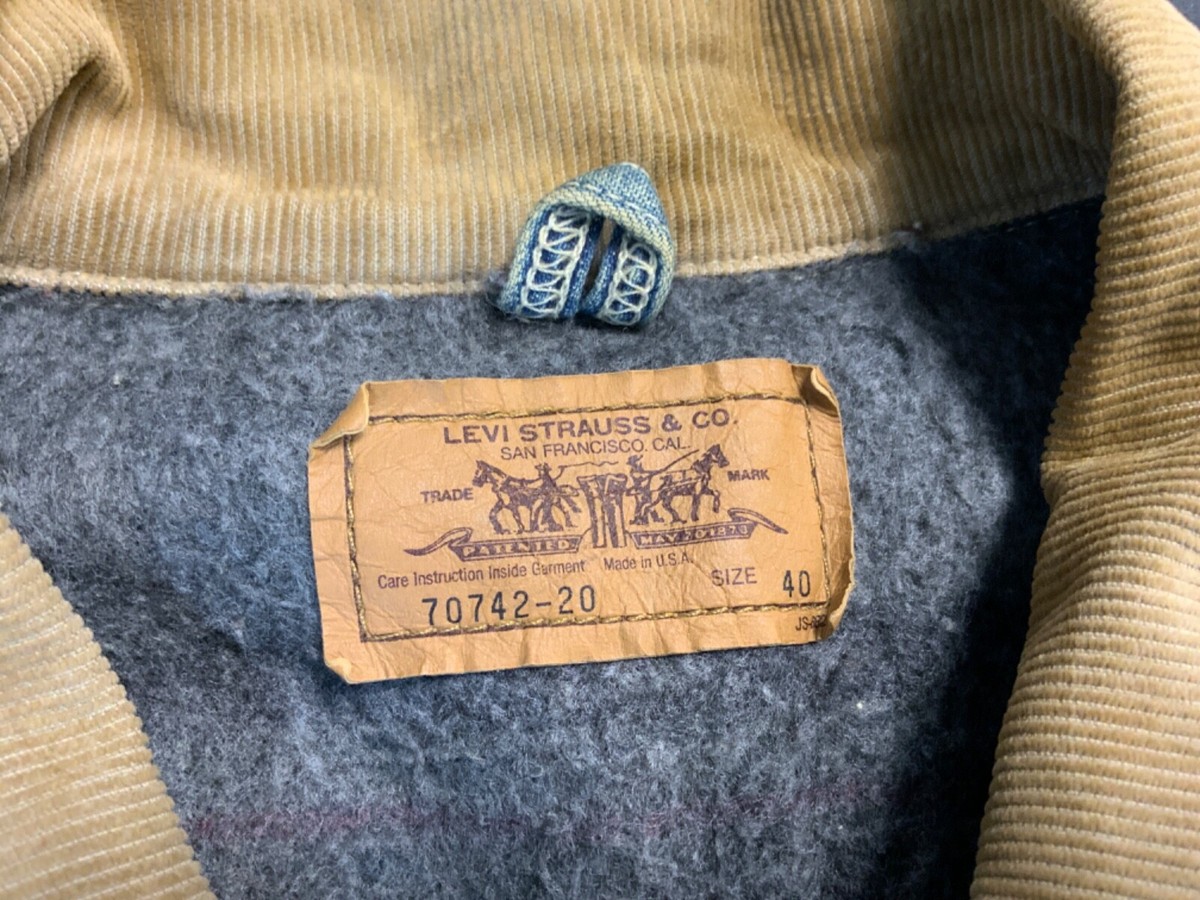 LEVI STRAUSS & CO.
SAN FRANCISCO. CAL.
TRADE MARK
PATENTED MAY 20 1873
Care Instruction Inside Garment Made in U.S.A.
70742-20 SIZE 40